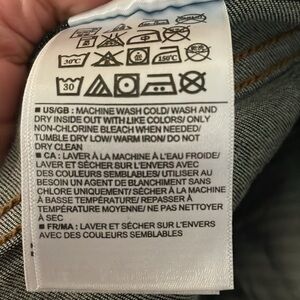 30°C
150°C
30
■ US/GB : MACHINE WASH COLD/ WASH AND
DRY INSIDE OUT WITH LIKE COLORS/ ONLY
NON-CHLORINE BLEACH WHEN NEEDED/
TUMBLE DRY LOW/ WARM IRON/ DO NOT
DRY CLEAN
■ CA : LAVER À LA MACHINE À L'EAU FROIDE/
LAVER ET SÉCHER SUR L'ENVERS AVEC
DES COULEURS SEMBLABLES/ UTILISER AU
BESOIN UN AGENT DE BLANCHIMENT SANS
CHLORE UNIQUEMENT/ SÉCHER À LA MACHINE
À BASSE TEMPÉRATURE/ REPASSER À
TEMPÉRATURE MOYENNE/ NE PAS NETTOYER
À SEC
■ FR/MA : LAVER ET SÉCHER SUR L'ENVERS
AVEC DES COULEURS SEMBLABLES